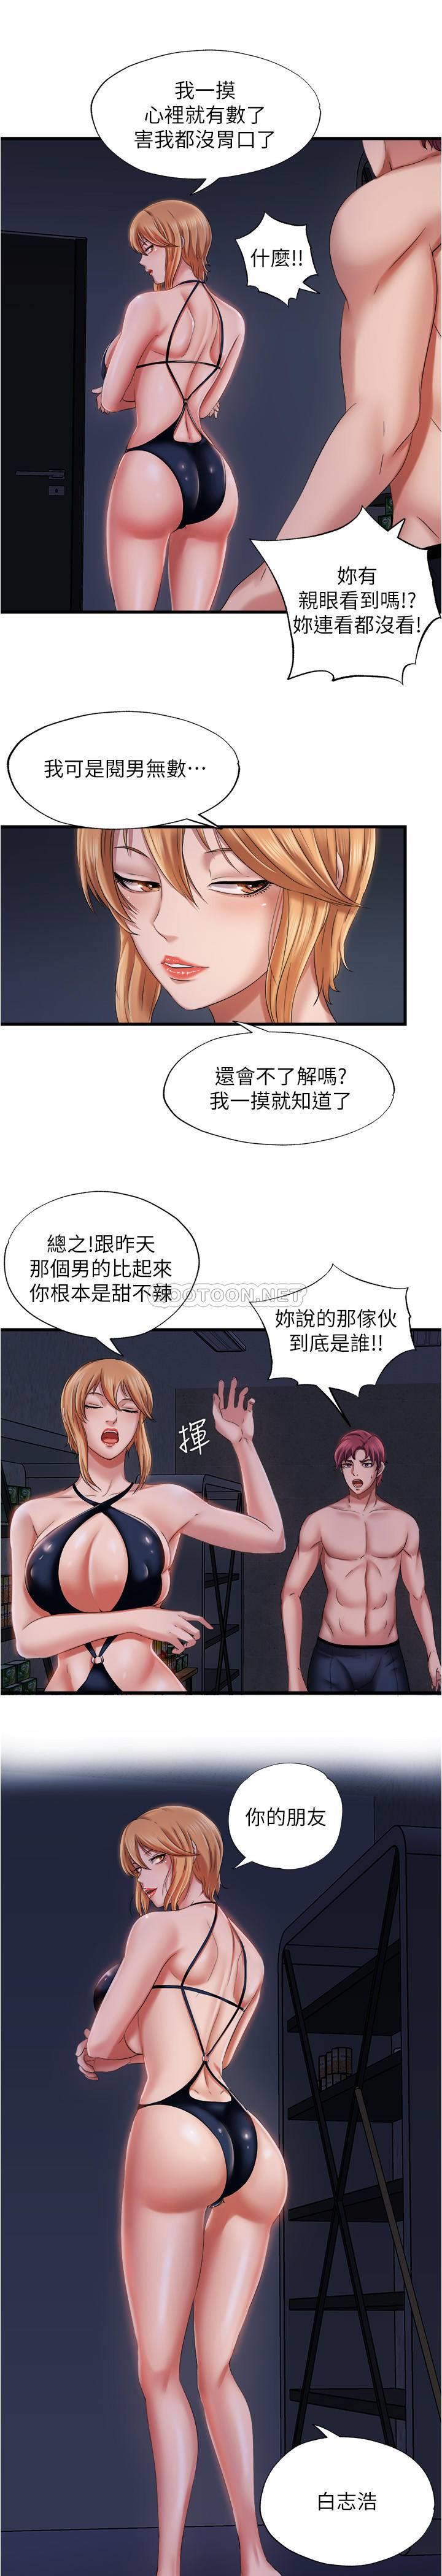 我一摸
心裡就有數了
害我都沒胃口了
什麼!!
妳有
親眼看到嗎!?
妳連看都沒看!
我可是閱男無數…
還會不了解嗎?
我一摸就知道了
總之!跟昨天
那個男的比起來
你根本是甜不辣
TOPTOON.NET
妳說的那傢伙
到底是誰!!
揮
你的朋友
白志浩